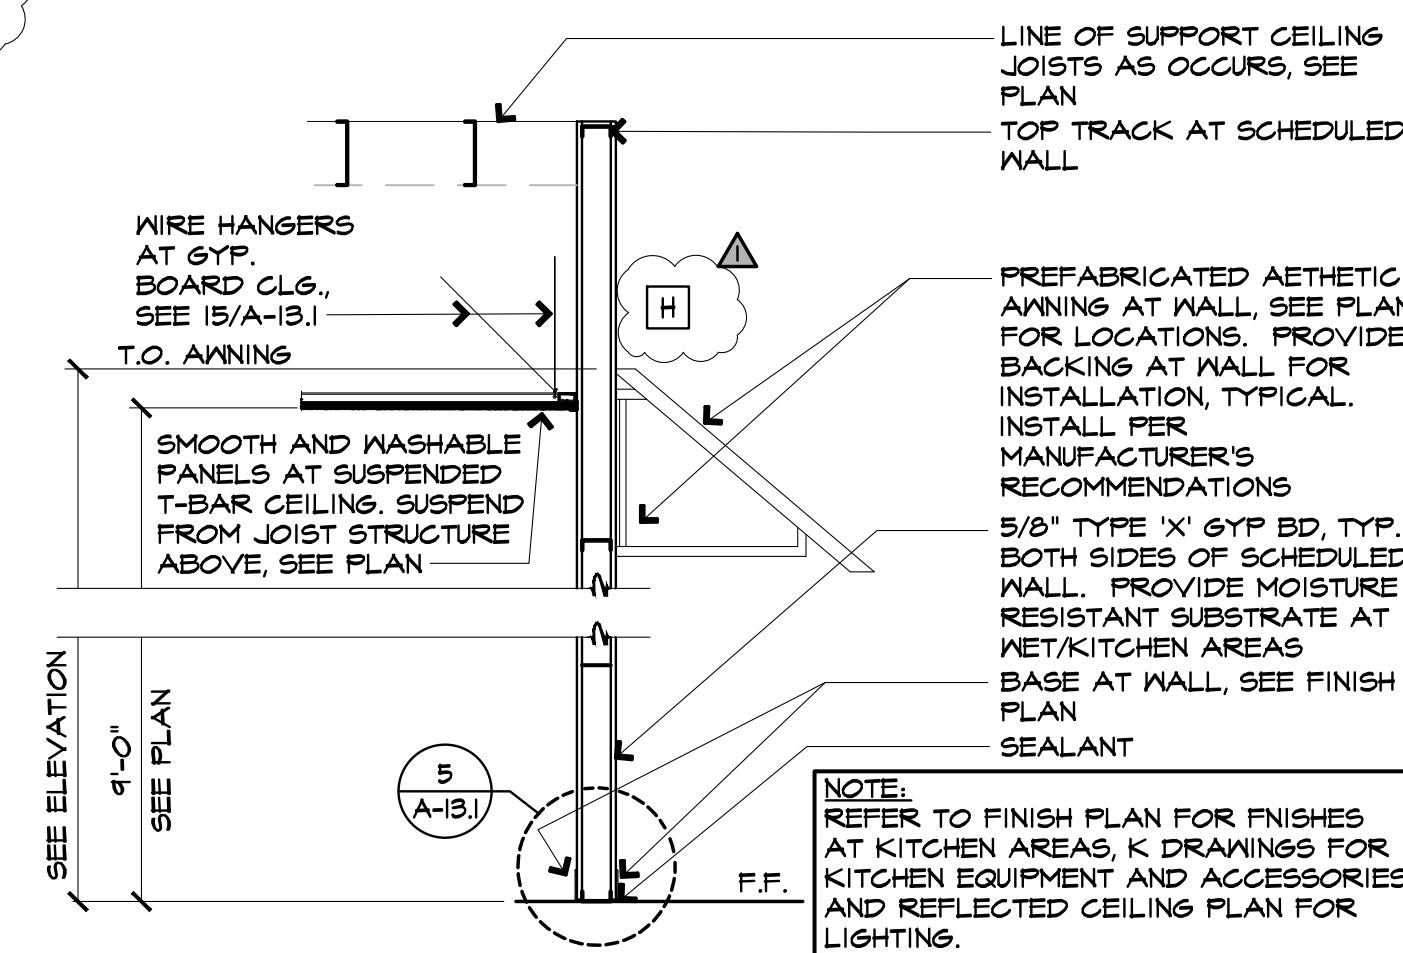 LINE OF SUPPORT CEILING
JOISTS AS OCCURS, SEE
PLAN
TOP TRACK AT SCHEDULED
WALL
WIRE HANGERS
AT GYP.
BOARD CLG.,
SEE 15/A-13.1
T.O. AWNING
1
H
PREFABRICATED AETHETIC
AWNING AT WALL, SEE PLAN
FOR LOCATIONS. PROVIDE
BACKING AT WALL FOR
INSTALLATION, TYPICAL.
INSTALL PER
MANUFACTURER'S
RECOMMENDATIONS
SMOOTH AND WASHABLE
PANELS AT SUSPENDED
T-BAR CEILING. SUSPEND
FROM JOIST STRUCTURE
ABOVE, SEE PLAN
5/8" TYPE 'X' GYP BD, TYP.
BOTH SIDES OF SCHEDULED
WALL. PROVIDE MOISTURE
RESISTANT SUBSTRATE AT
WET/KITCHEN AREAS
BASE AT WALL, SEE FINISH
PLAN
SEALANT
SEE ELEVATION
9'-0"
SEE PLAN
5
A-13.1
F.F.
NOTE:
REFER TO FINISH PLAN FOR FNISHES
AT KITCHEN AREAS, K DRAWINGS FOR
KITCHEN EQUIPMENT AND ACCESSORIES
AND REFLECTED CEILING PLAN FOR
LIGHTING.